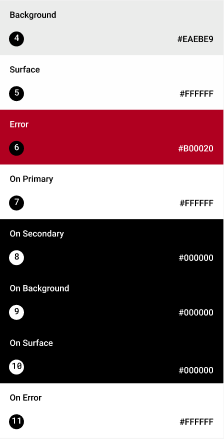 Background
4 #EAEBE9
Surface
5 #FFFFFF
Error
6 #B00020
On Primary
7 #FFFFFF
On Secondary
8 #000000
On Background
9 #000000
On Surface
10 #000000
On Error
11 #FFFFFF